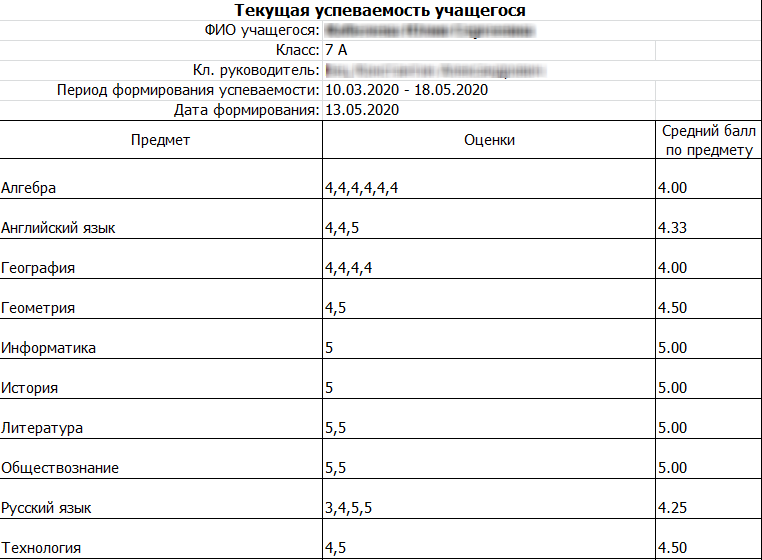 Текущая успеваемость учащегося
ФИО учащегося:
Класс: 7 А
Кл. руководитель:
Период формирования успеваемости: 10.03.2020 - 18.05.2020
Дата формирования: 13.05.2020
Предмет Оценки Средний балл
по предмету
Алгебра 4,4,4,4,4,4 4.00
Английский язык 4,4,5 4.33
География 4,4,4,4 4.00
Геометрия 4,5 4.50
Информатика 5 5.00
История 5 5.00
Литература 5,5 5.00
Обществознание 5,5 5.00
Русский язык 3,4,5,5 4.25
Технология 4,5 4.50